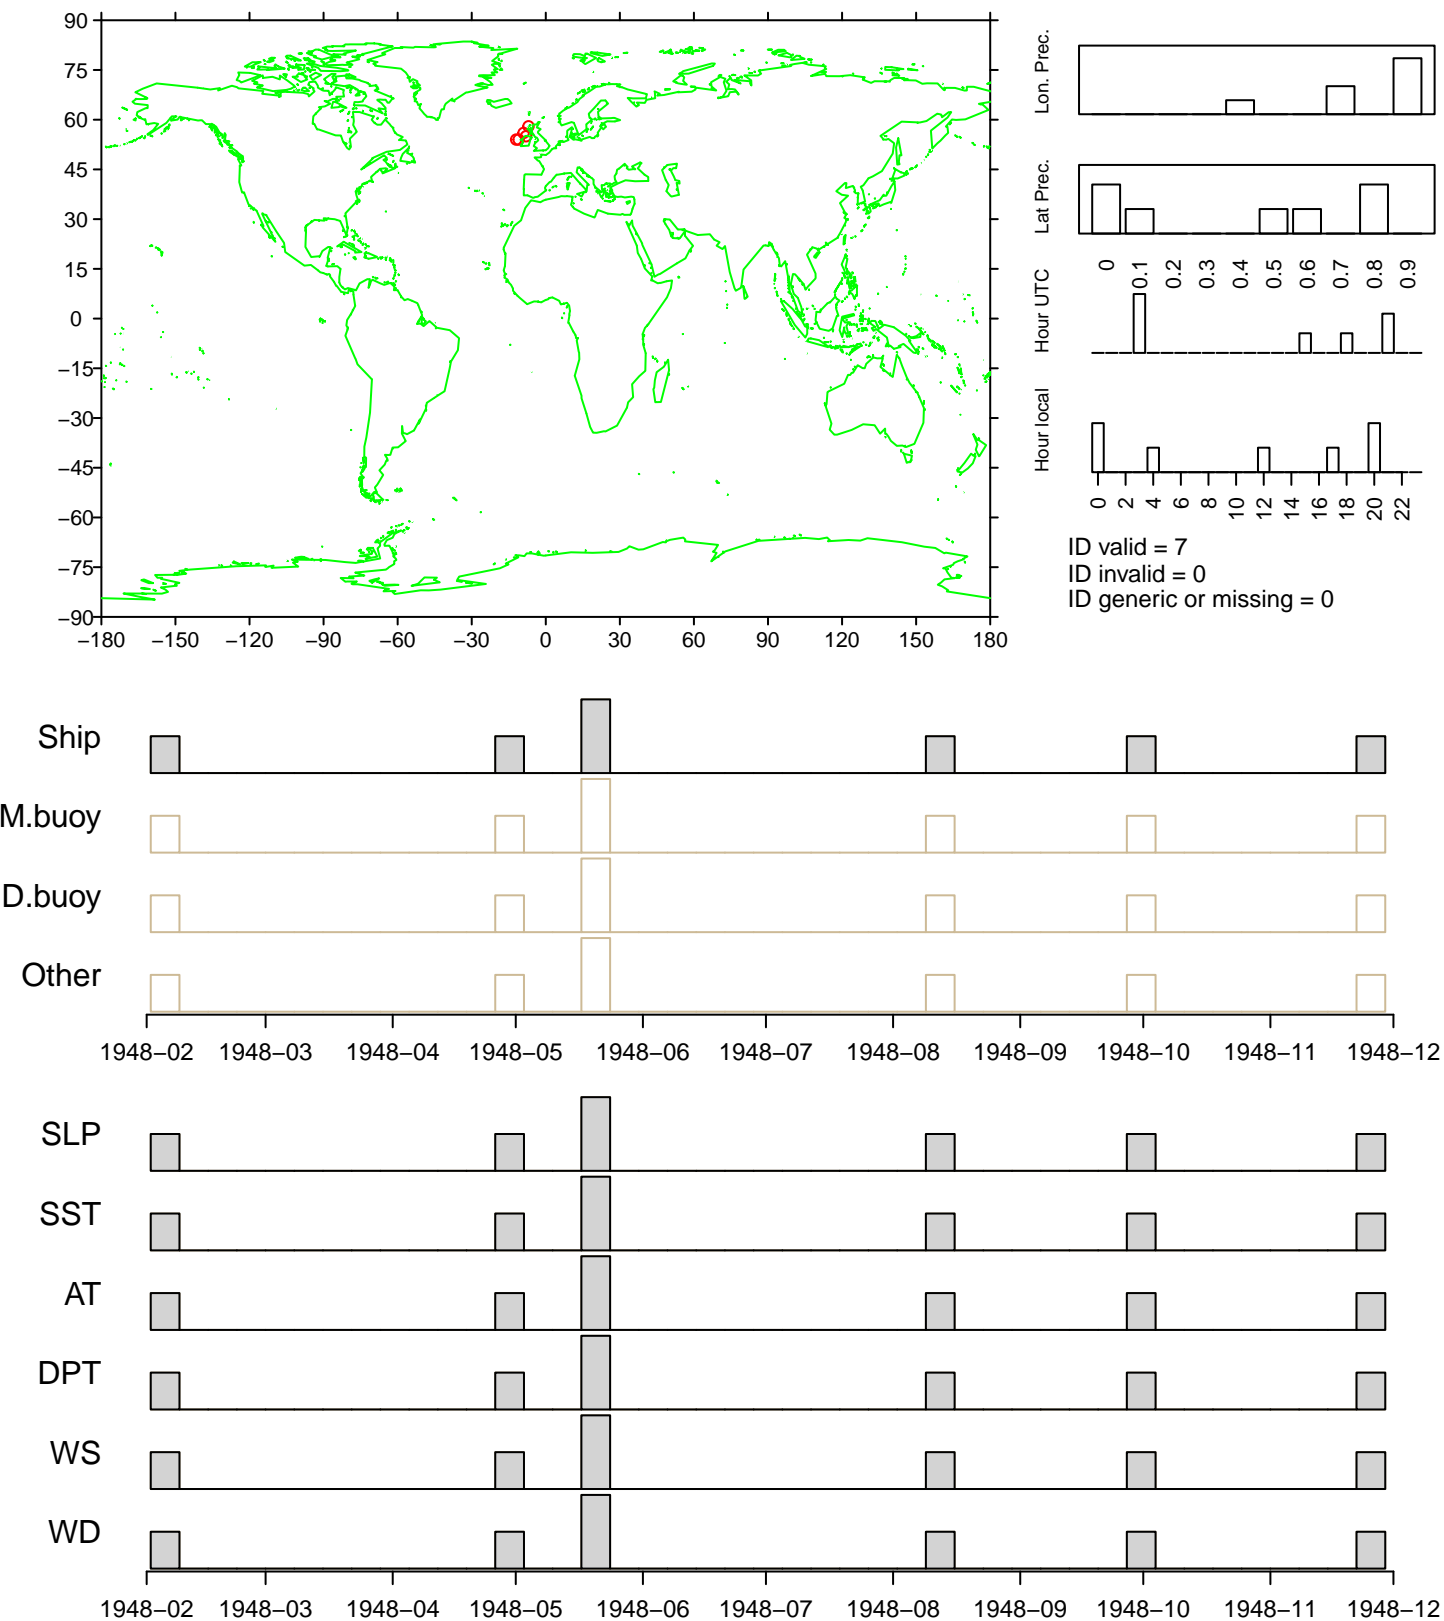 90
75
60
45
30
15
0
−15
−30
−45
−60
−75
−90
−180 −150 −120 −90 −60 −30 0 30 60 90 120 150 180
Lon. Prec.
Lat Prec.
0 0.1 0.2 0.3 0.4 0.5 0.6 0.7 0.8 0.9
Hour UTC
Hour local
0 2 4 6 8 10 12 14 16 18 20 22
ID valid = 7
ID invalid = 0
ID generic or missing = 0
Ship
M.buoy
D.buoy
Other
1948−02 1948−03 1948−04 1948−05 1948−06 1948−07 1948−08 1948−09 1948−10 1948−11 1948−12
SLP
SST
AT
DPT
WS
WD
1948−02 1948−03 1948−04 1948−05 1948−06 1948−07 1948−08 1948−09 1948−10 1948−11 1948−12